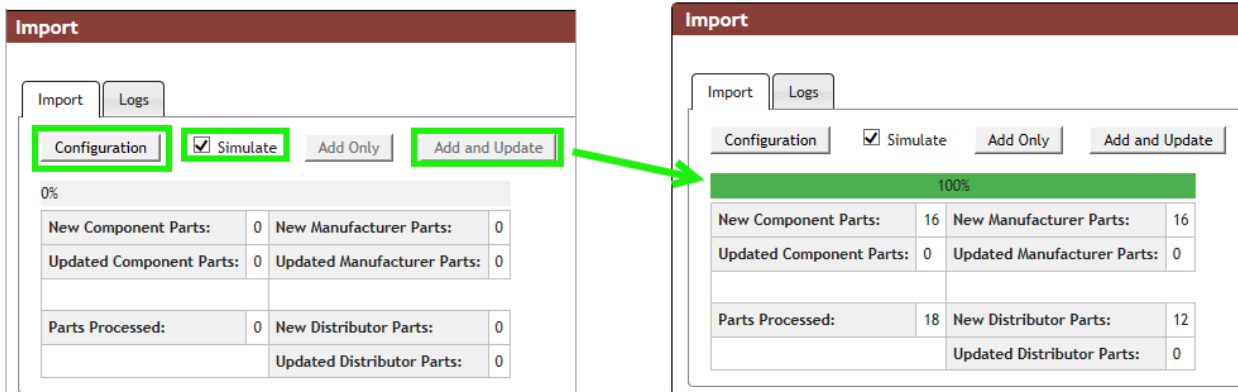 Import
Import Logs
Configuration Simulate Add Only Add and Update
0%
New Component Parts: 0 New Manufacturer Parts: 0
Updated Component Parts: 0 Updated Manufacturer Parts: 0
Parts Processed: 0 New Distributor Parts: 0
Updated Distributor Parts: 0
Import
Import Logs
Configuration Simulate Add Only Add and Update
100%
New Component Parts: 16 New Manufacturer Parts: 16
Updated Component Parts: 0 Updated Manufacturer Parts: 0
Parts Processed: 18 New Distributor Parts: 12
Updated Distributor Parts: 0